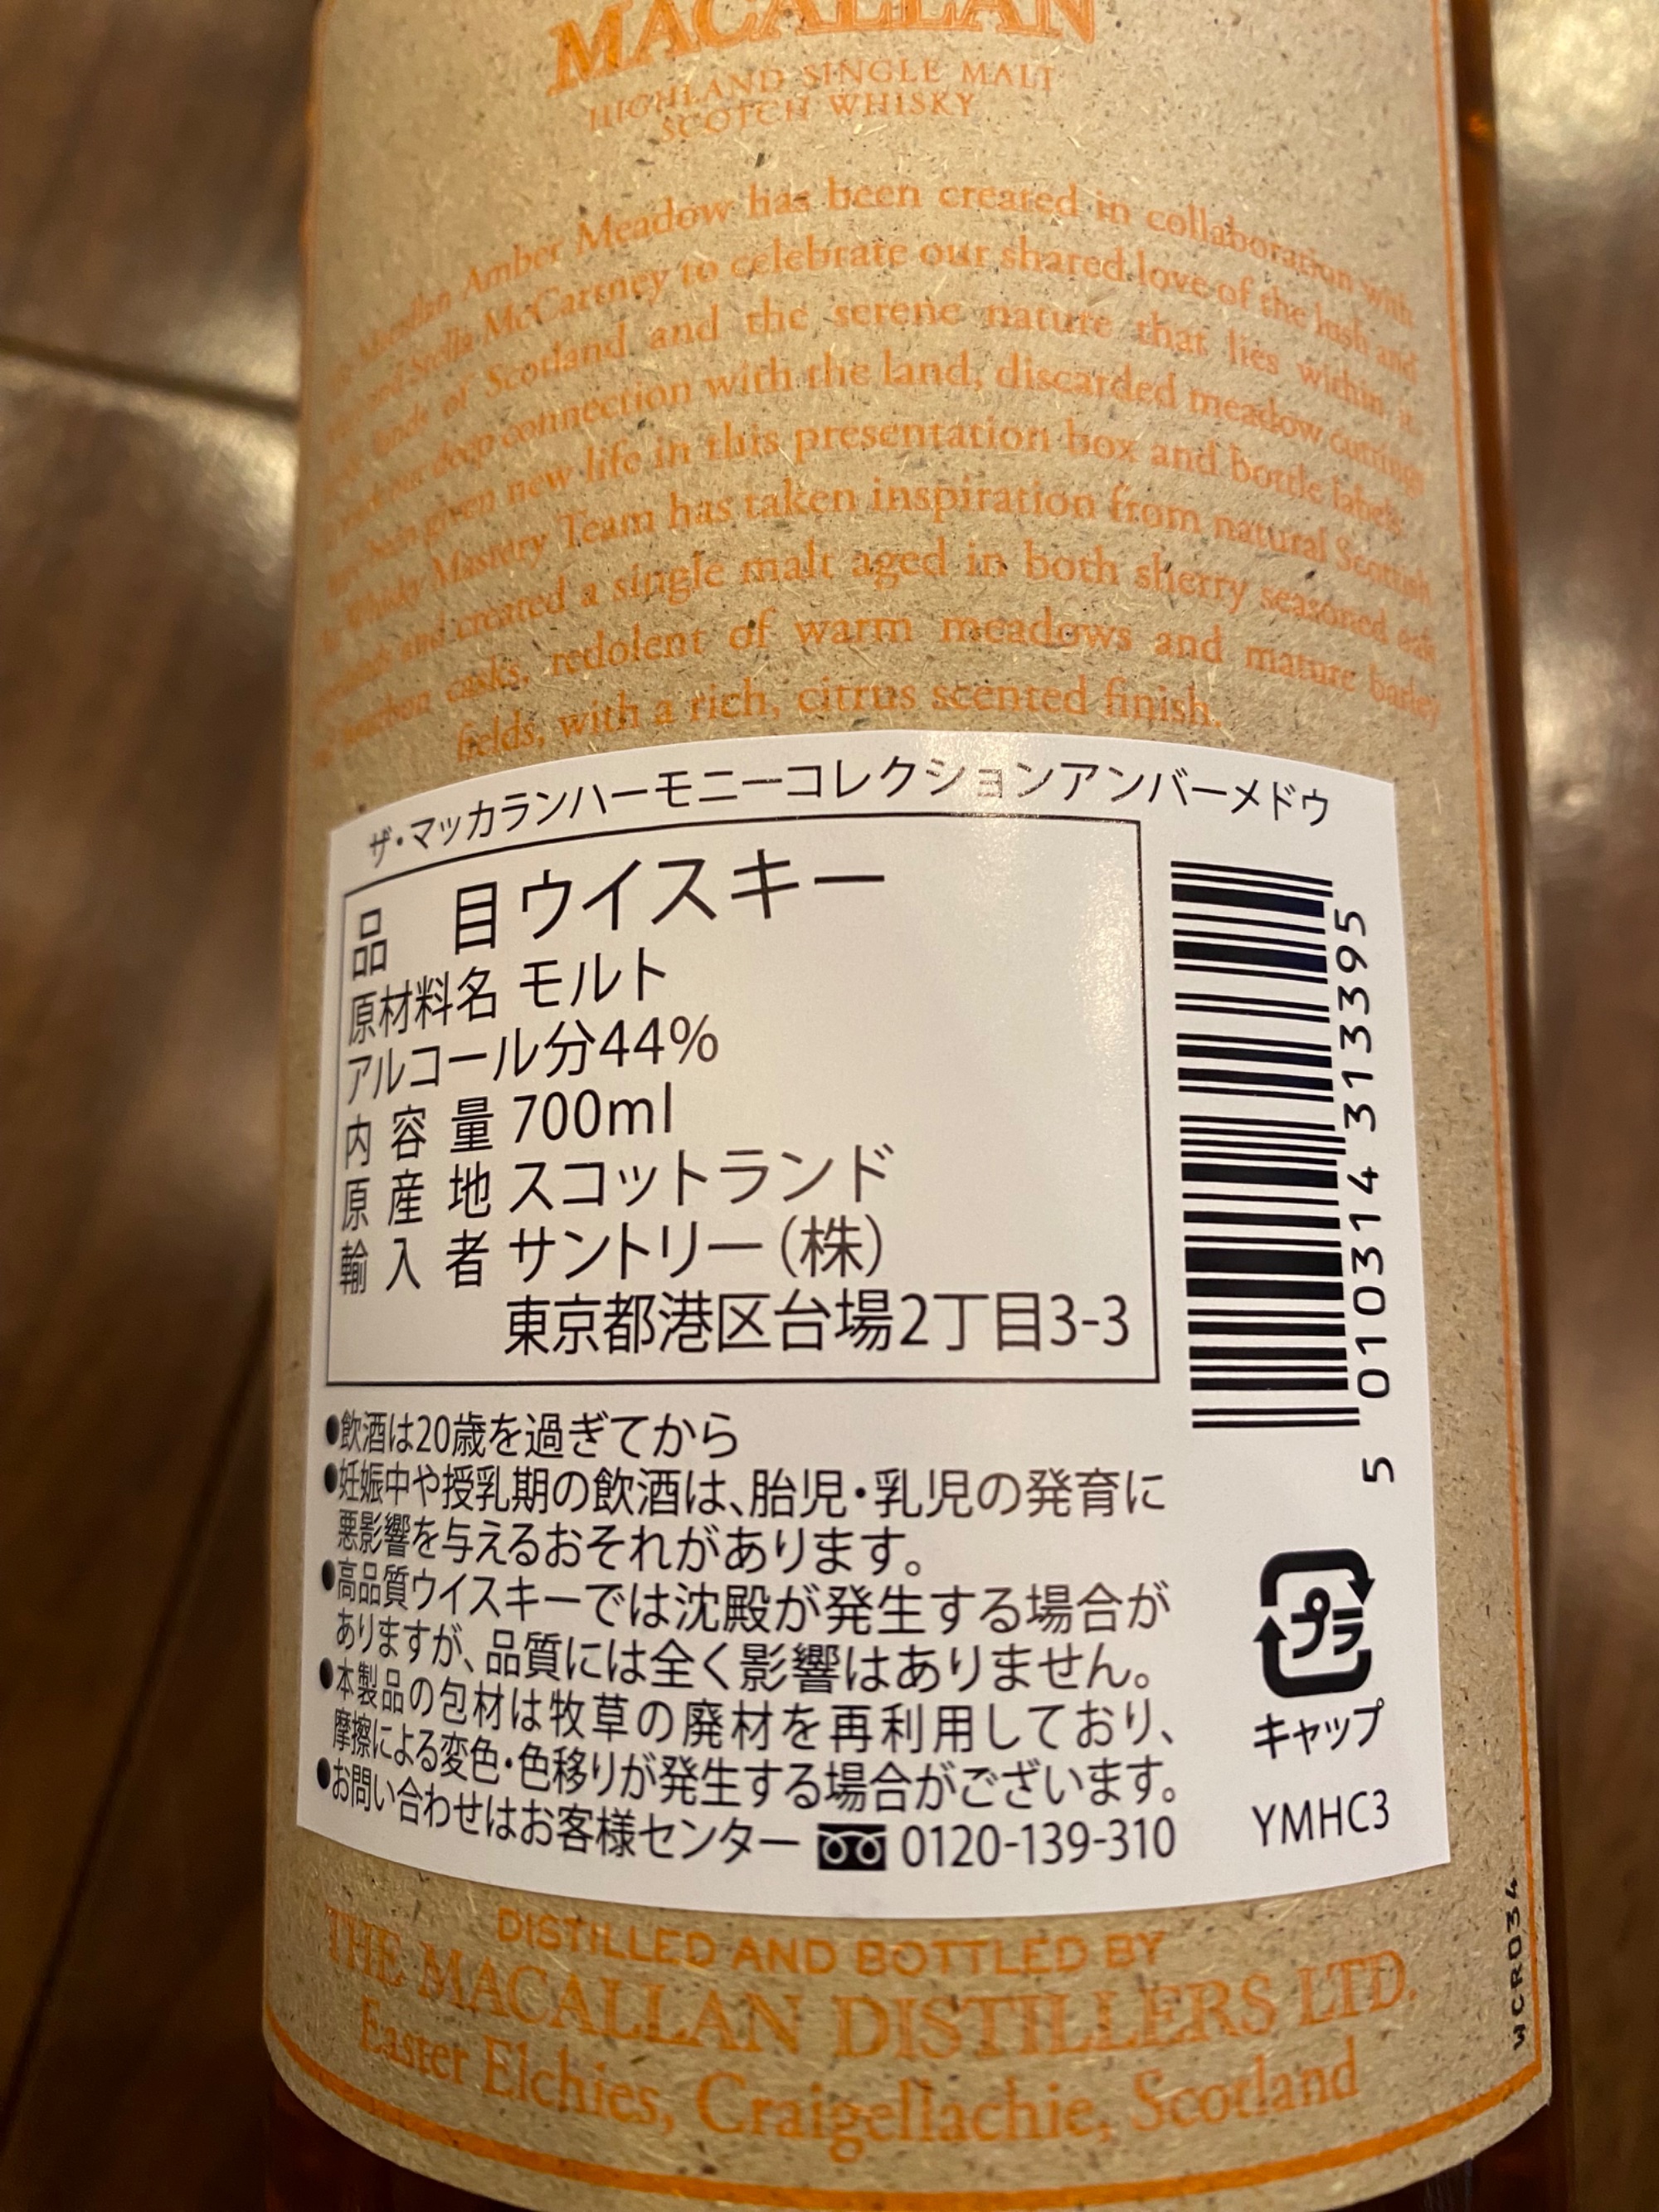 MACALLAN
HIGHLAND SINGLE MALT
SCOTCH WHISKY
Macallan Amber Meadow has been created in collaboration with
and Stella McCartney to celebrate our shared love of the lush and
lands of Scotland and the serene nature that lies within it.
our deep connection with the land, discarded meadow cuttings
been given new life in this presentation box and bottle labels.
Whisky Mastery Team has taken inspiration from natural Scottish
and created a single malt aged in both sherry seasoned oak
bourbon casks, redolent of warm meadows and mature barley
fields, with a rich, citrus scented finish.
ザ・マッカランハーモニーコレクションアンバーメドウ
品 目ウイスキー
原材料名 モルト
アルコール分44%
内容量 700ml
原産地 スコットランド
輸入者 サントリー(株)
東京都港区台場2丁目3-3
5 010314 313395
●飲酒は20歳を過ぎてから
●妊娠中や授乳期の飲酒は、胎児・乳児の発育に
悪影響を与えるおそれがあります。
●高品質ウイスキーでは沈殿が発生する場合が
ありますが、品質には全く影響はありません。
●本製品の包材は牧草の廃材を再利用しており、
摩擦による変色・色移りが発生する場合がございます。
●お問い合わせはお客様センター 0120-139-310
プラ
キャップ
YMHC3
WCR034
DISTILLED AND BOTTLED BY
THE MACALLAN DISTILLERS LTD.
Easter Elchies, Craigellachie, Scotland